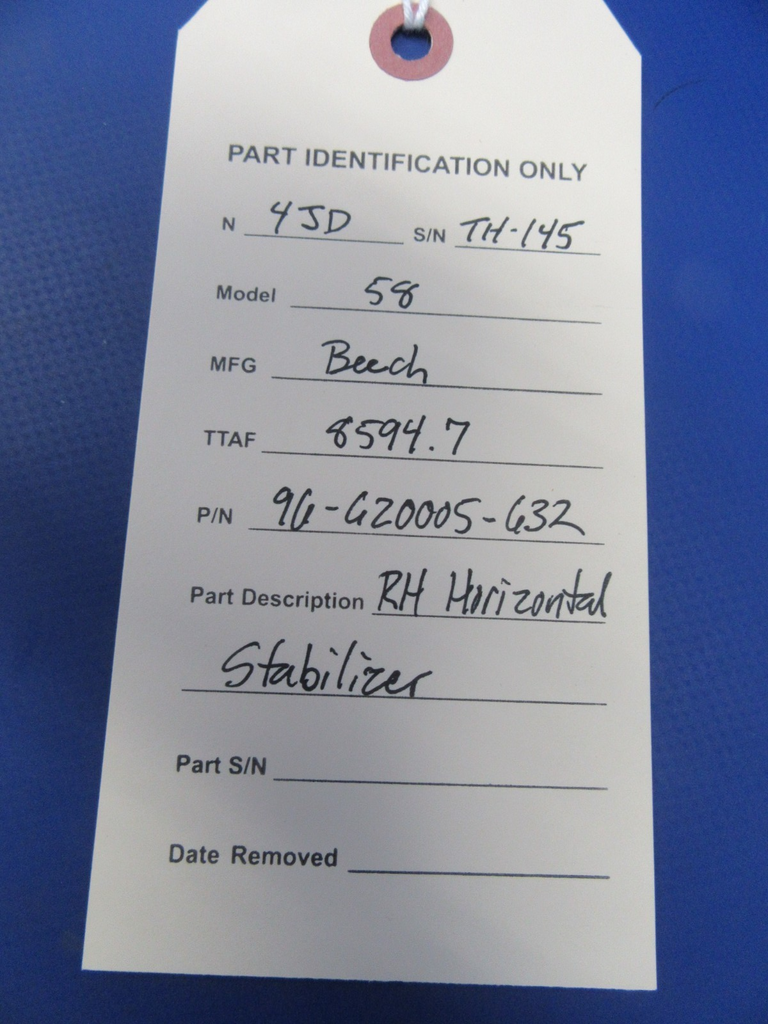 PART IDENTIFICATION ONLY
N 4JD S/N TH-145
Model 58
MFG Beech
TTAF 8594.7
P/N 96-620005-632
Part Description RH Horizontal
Stabilizer
Part S/N
Date Removed